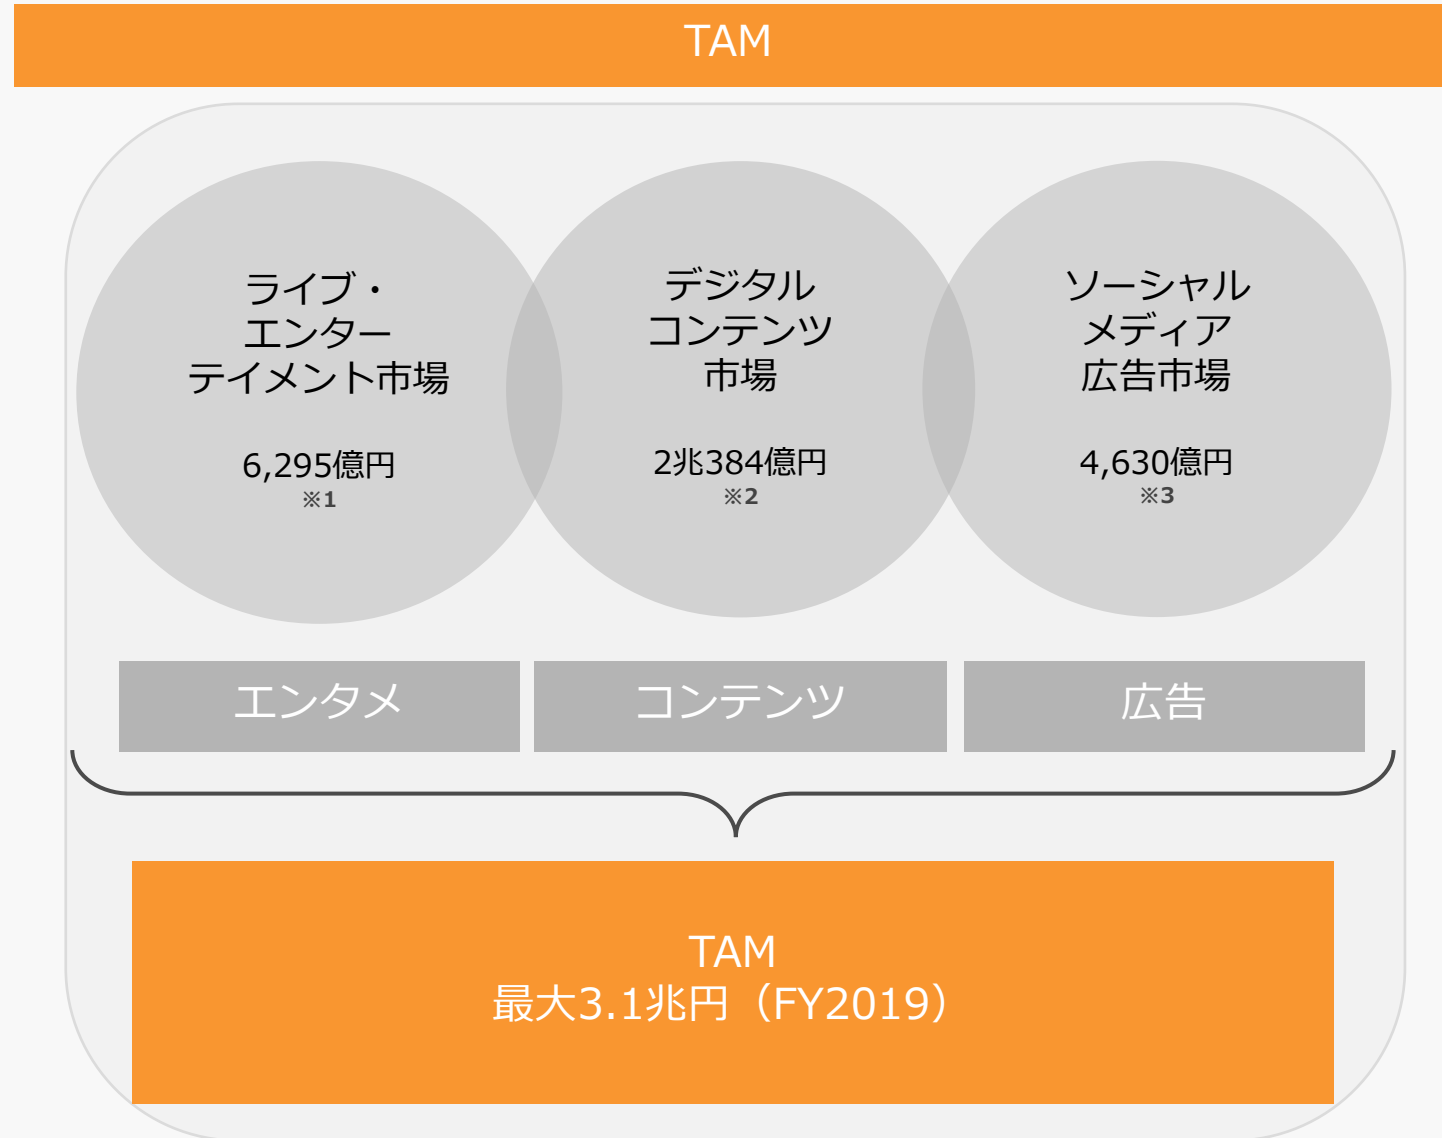 TAM
ライブ・
エンター
テイメント市場
6,295億円
※1
デジタル
コンテンツ
市場
2兆384億円
※2
ソーシャル
メディア
広告市場
4,630億円
※3
エンタメ
コンテンツ
広告
TAM
最大3.1兆円（FY2019）